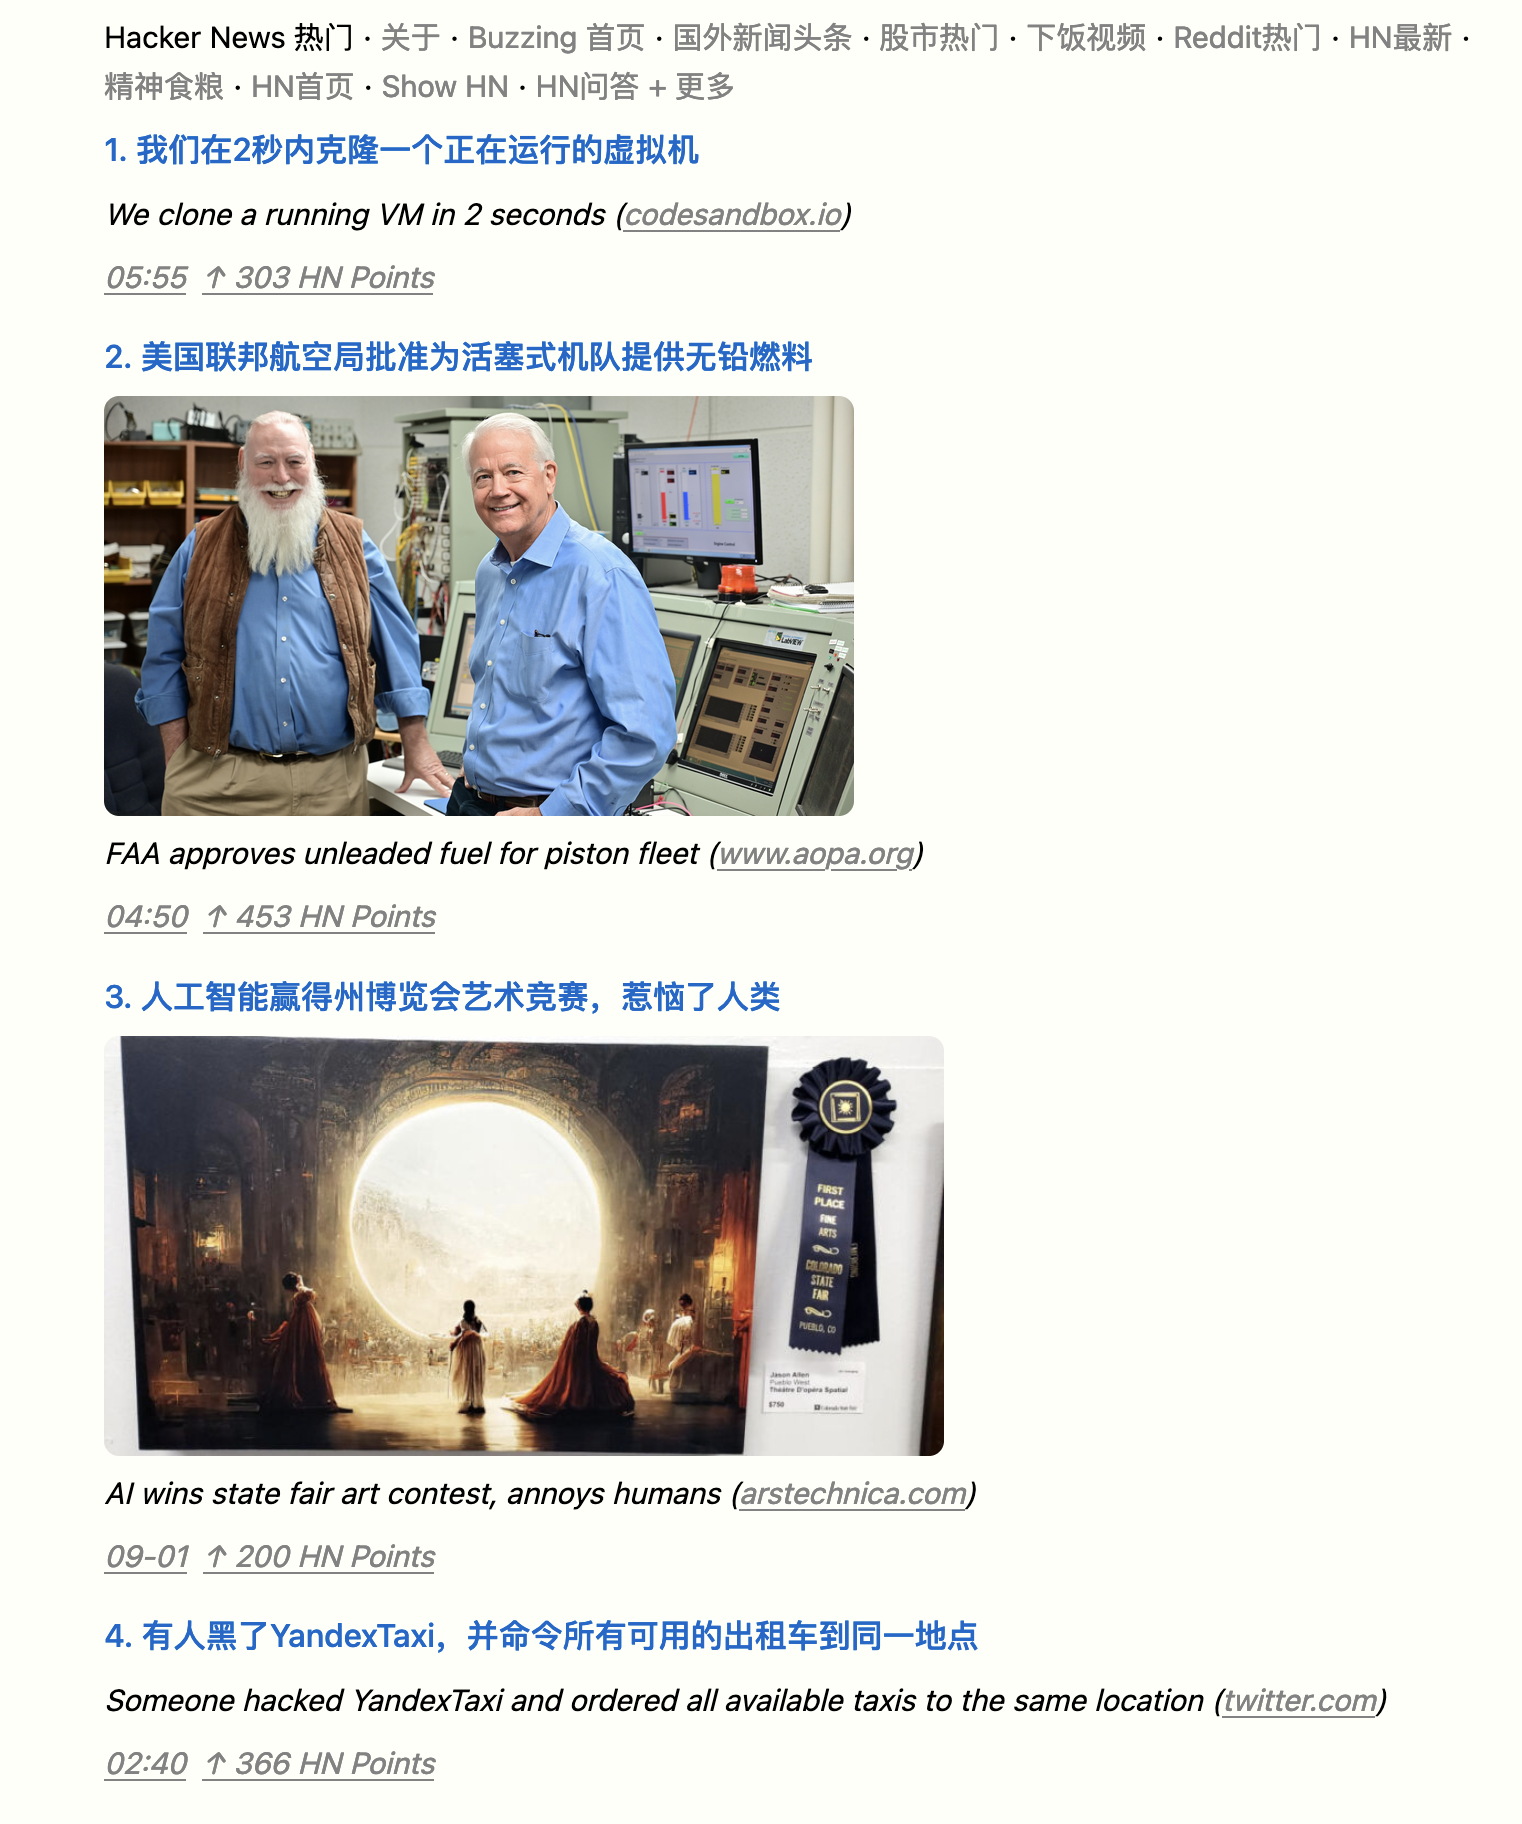 Hacker News 热门 · 关于 · Buzzing 首页 · 国外新闻头条 · 股市热门 · 下饭视频 · Reddit热门 · HN最新 ·
精神食粮 · HN首页 · Show HN · HN问答 + 更多
1. 我们在2秒内克隆一个正在运行的虚拟机
We clone a running VM in 2 seconds (codesandbox.io)
05:55 ↑ 303 HN Points
2. 美国联邦航空局批准为活塞式机队提供无铅燃料
LabVIEW
FAA approves unleaded fuel for piston fleet (www.aopa.org)
04:50 ↑ 453 HN Points
3. 人工智能赢得州博览会艺术竞赛，惹恼了人类
FIRST
PLACE
FINE
ARTS
COLORADO
STATE
FAIR
PUEBLO, CO
Jason Allen
Pueblo West
Théâtre D'opéra Spatial
$750
AI wins state fair art contest, annoys humans (arstechnica.com)
09-01 ↑ 200 HN Points
4. 有人黑了YandexTaxi，并命令所有可用的出租车到同一地点
Someone hacked YandexTaxi and ordered all available taxis to the same location (twitter.com)
02:40 ↑ 366 HN Points